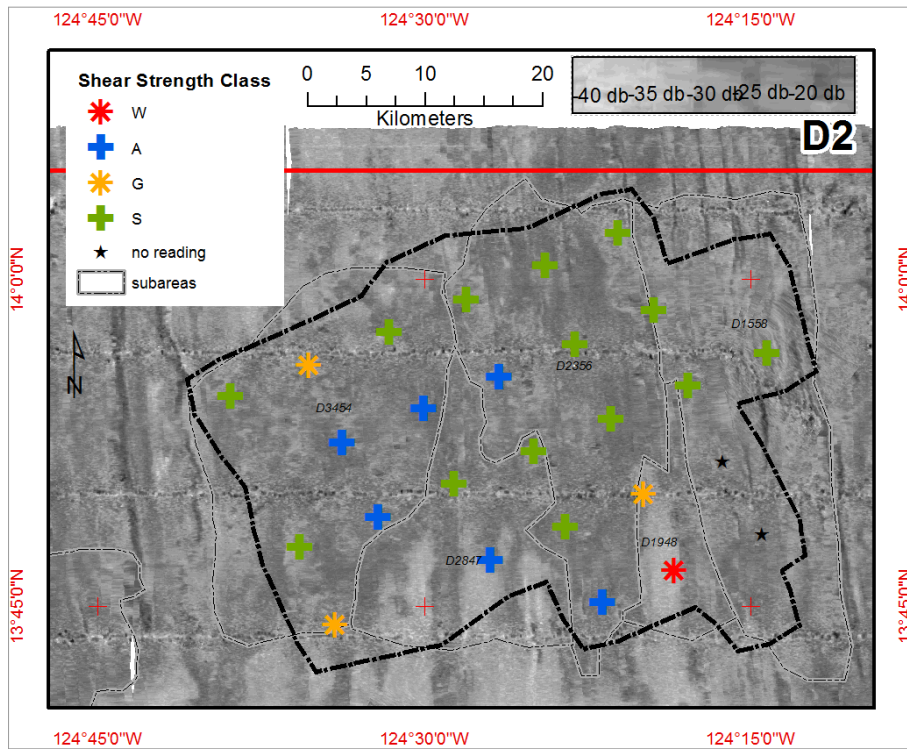 124°45'0"W 124°30'0"W 124°15'0"W
Shear Strength Class
W
A
G
S
no reading
subareas
0 5 10 20
Kilometers
-40 db -35 db -30 db -25 db -20 db
D2
14°0'0"N 14°0'0"N
D1558
D2356
N
D3454
D1948
D2847
13°45'0"N 13°45'0"N
124°45'0"W 124°30'0"W 124°15'0"W